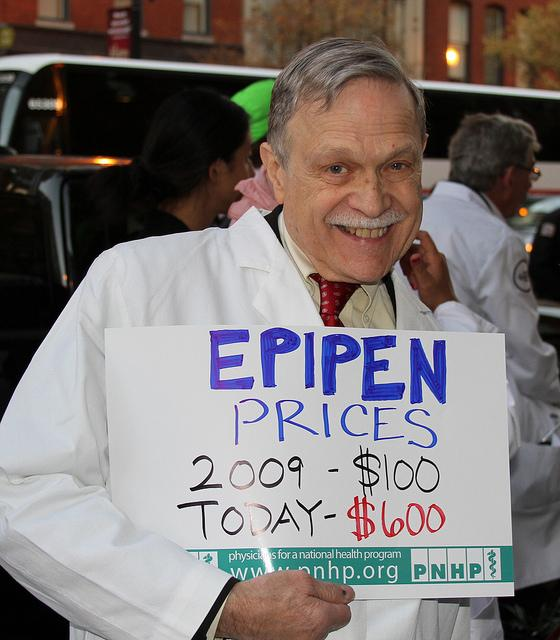 EPIPEN
PRICES
2009 - $100
TODAY - $600
physicians for a national health program
www.pnhp.org PNHP